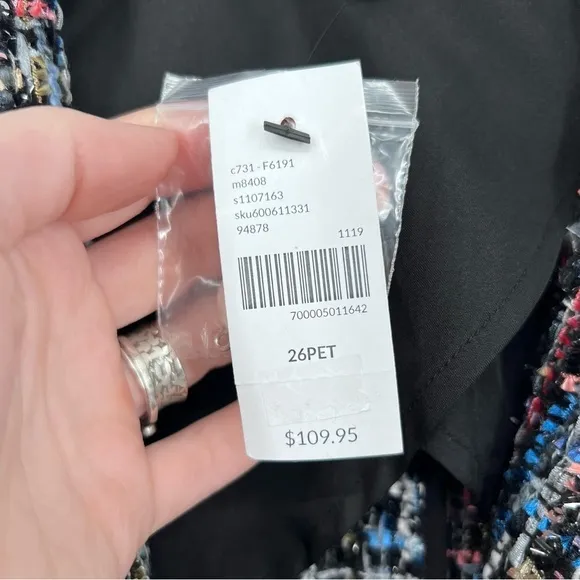 c731 - F6191
m8408
s1107163
sku600611331
94878 1119
700005011642
26PET
$109.95